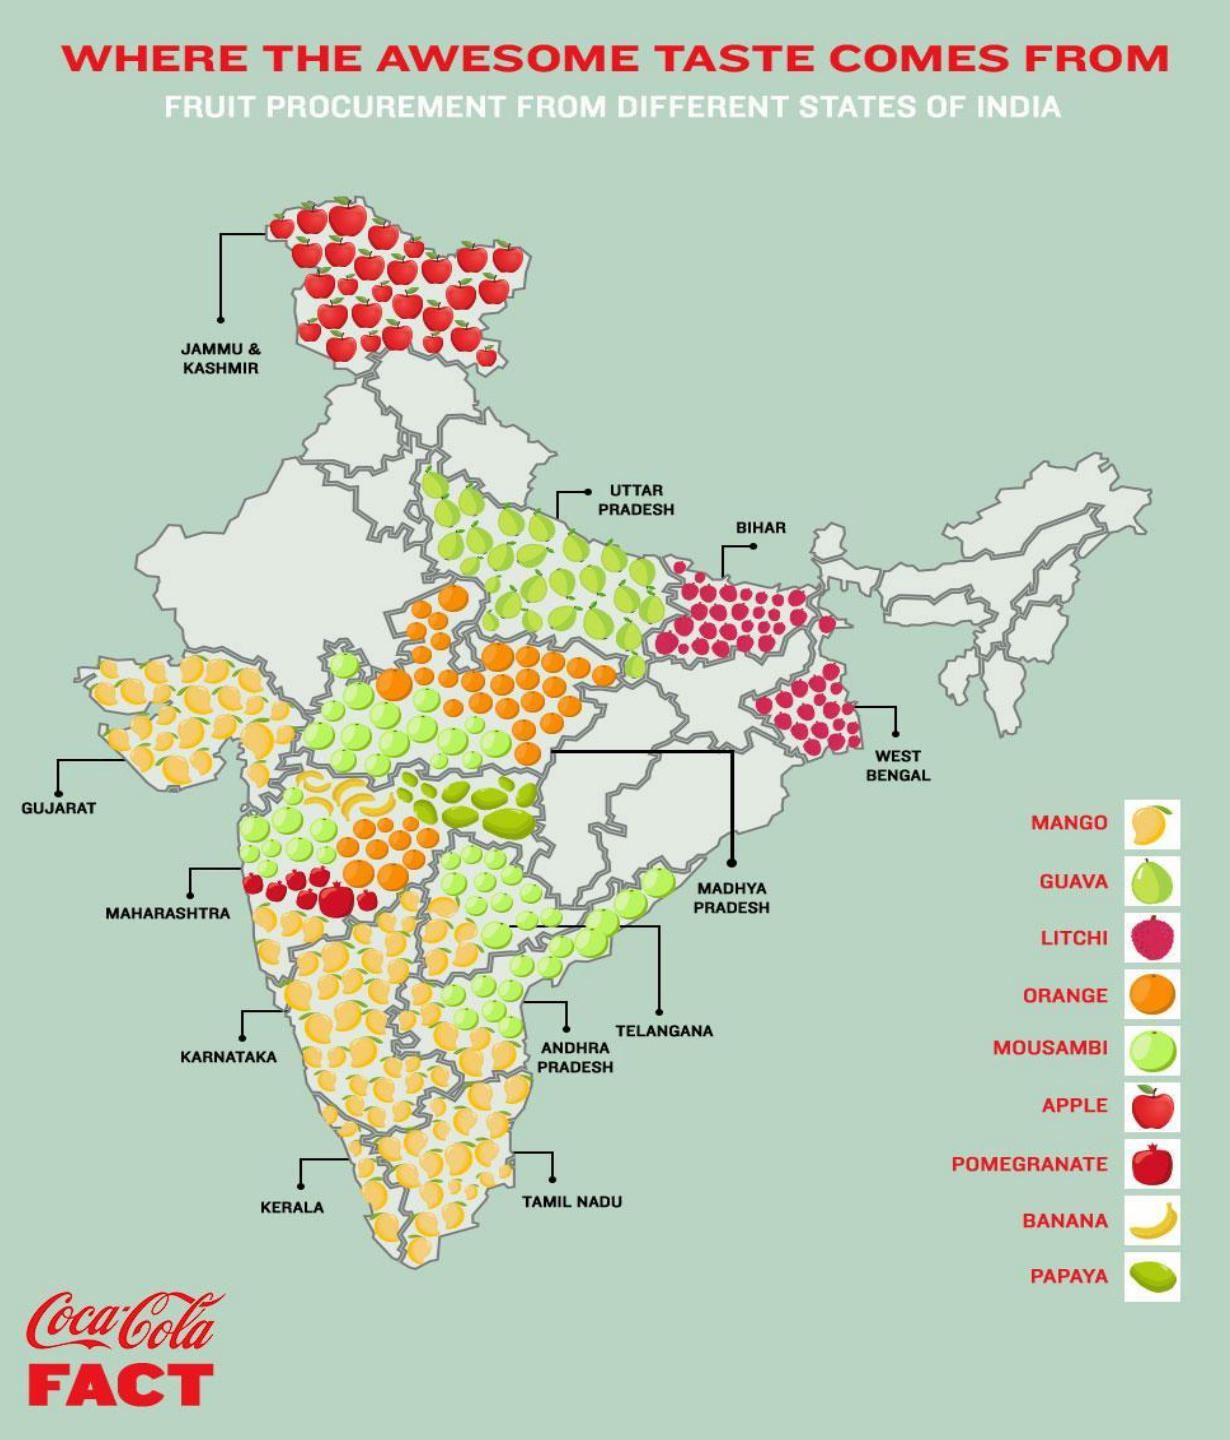 WHERE THE AWESOME TASTE COMES FROM
FRUIT PROCUREMENT FROM DIFFERENT STATES OF INDIA
JAMMU &
KASHMIR
UTTAR
PRADESH
BIHAR
WEST
BENGAL
GUJARAT
MAHARASHTRA
MADHYA
PRADESH
TELANGANA
ANDHRA
PRADESH
KARNATAKA
KERALA
TAMIL NADU
MANGO
GUAVA
LITCHI
ORANGE
MOUSAMBI
APPLE
POMEGRANATE
BANANA
PAPAYA
Coca-Cola
FACT